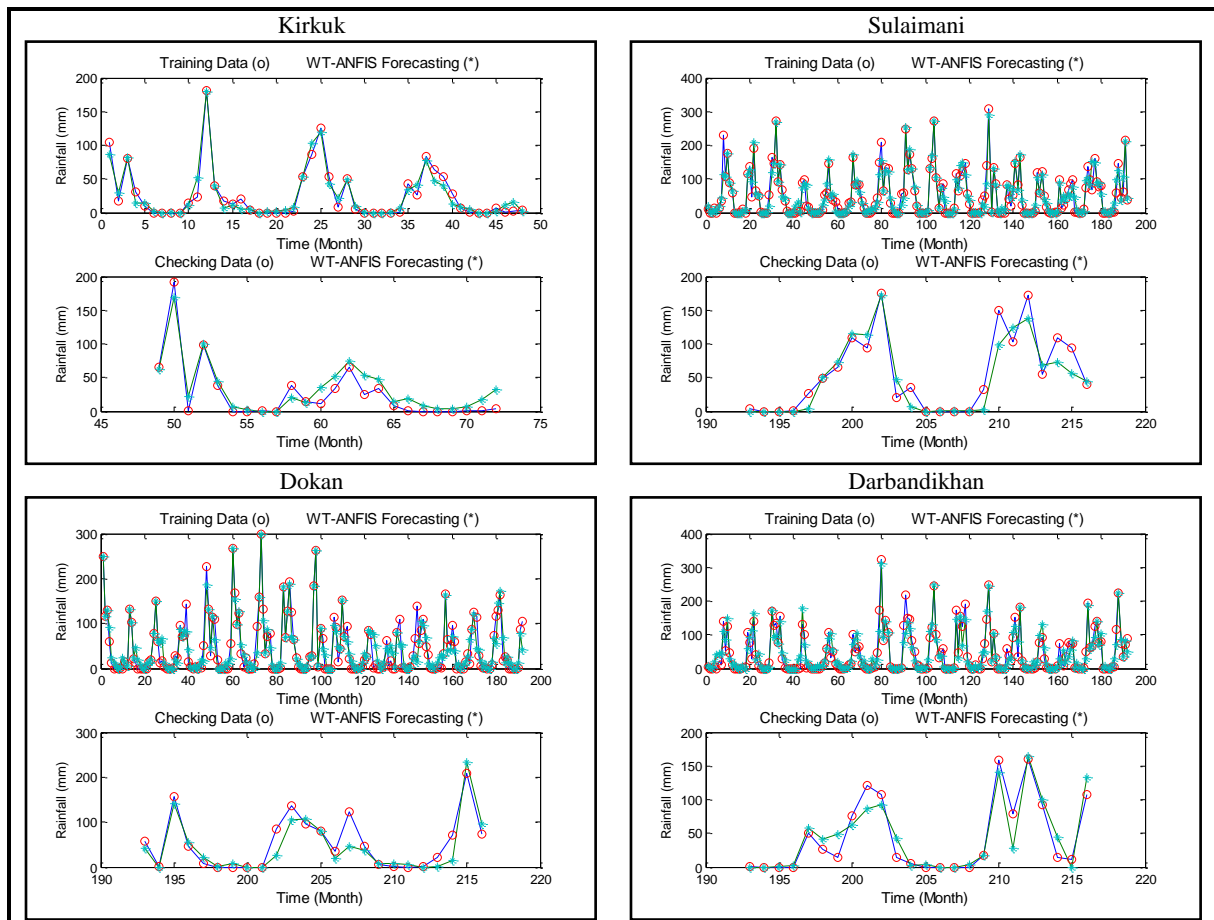 Kirkuk
Training Data (o) WT-ANFIS Forecasting (*)
Rainfall (mm)
200
150
100
50
0
0 5 10 15 20 25 30 35 40 45 50
Time (Month)
Checking Data (o) WT-ANFIS Forecasting (*)
Rainfall (mm)
200
150
100
50
0
45 50 55 60 65 70 75
Time (Month)
Sulaimani
Training Data (o) WT-ANFIS Forecasting (*)
Rainfall (mm)
400
300
200
100
0
0 20 40 60 80 100 120 140 160 180 200
Time (Month)
Checking Data (o) WT-ANFIS Forecasting (*)
Rainfall (mm)
200
150
100
50
0
190 195 200 205 210 215 220
Time (Month)
Dokan
Training Data (o) WT-ANFIS Forecasting (*)
Rainfall (mm)
300
200
100
0
0 20 40 60 80 100 120 140 160 180 200
Time (Month)
Checking Data (o) WT-ANFIS Forecasting (*)
Rainfall (mm)
300
200
100
0
190 195 200 205 210 215 220
Time (Month)
Darbandikhan
Training Data (o) WT-ANFIS Forecasting (*)
Rainfall (mm)
400
300
200
100
0
0 20 40 60 80 100 120 140 160 180 200
Time (Month)
Checking Data (o) WT-ANFIS Forecasting (*)
Rainfall (mm)
200
150
100
50
0
190 195 200 205 210 215 220
Time (Month)